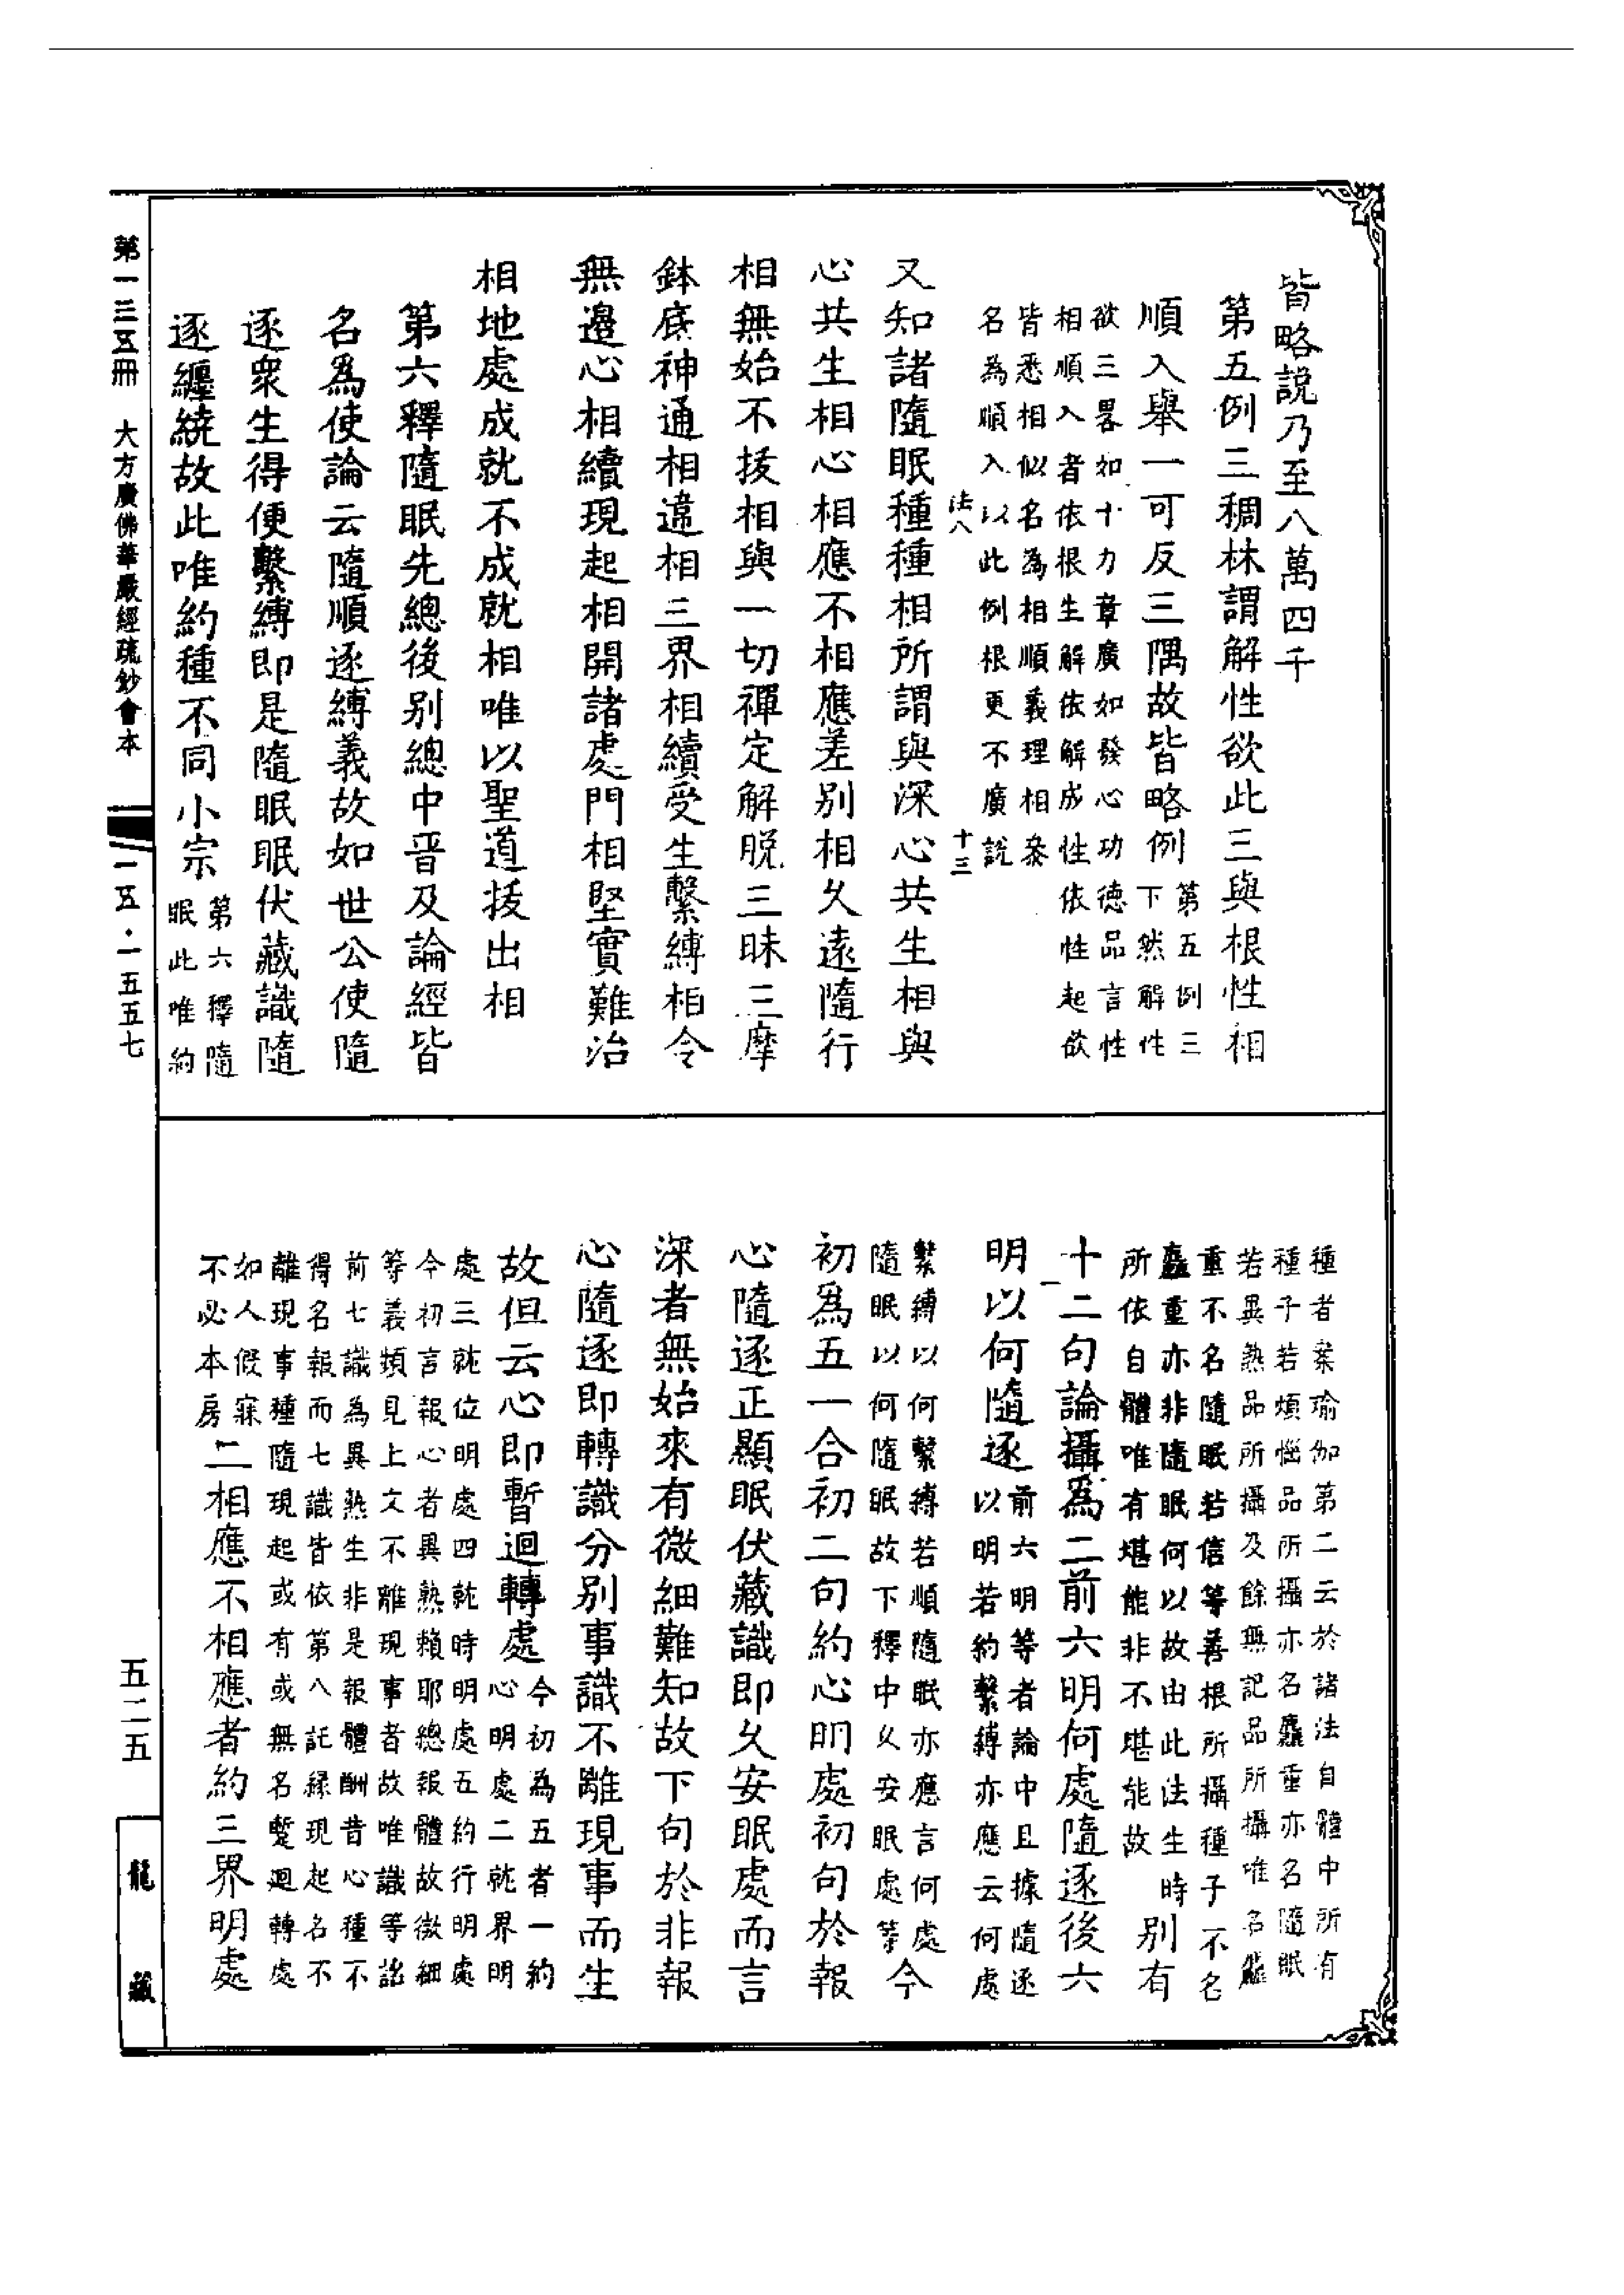 皆略説乃至八萬四千
第五例三稠林謂解性欲此三與根性相
順入舉一可反三隅故皆略例第五例三
下然解性
欲三畧如十力章廣如發心功德品言性
相順入者依根生解依解成性依性起欲
皆悉相似名為相順義理相參
名為順入以此例根更不廣說
法八
十三
又知諸隨眠種種相所謂與深心共生相與
心共生相心相應不相應差別相久遠隨行
相無始不拔相與一切禪定解脫三昧三摩
鉢底神通相違相三界相續受生繫縛相令
無邊心相續現起相開諸處門相堅實難治
相地處成就不成就相唯以聖道拔出相
第六釋隨眠先總後別總中晉及論經皆
名為使論云隨順逐縛義故如世公使隨
逐衆生得便繫縛即是隨眠眠伏藏識隨
逐纏繞故此唯約種不同小宗第六釋隨
眠此唯約
種者案瑜伽第二云於諸法自體中所有
種子若煩惱品所攝亦名麤重亦名隨眠
若異熟品所攝及餘無記品所攝唯名麤
重不名隨眠若信等善根所攝種子不名
麤重亦非隨眠何以故由此法生時
所依自體唯有堪能非不堪能故
別有
十二句論攝為二前六明何處隨逐後六
明以何隨逐前六明等者論中且據隨逐
以明若約繫縛亦應云何處
繫縛以何繫縛若順隨眠亦應言何處
隨眠以何隨眠故下釋中久安眠處等
今
初為五一合初二句約心明處初句於報
心隨逐正顯眠伏藏識即久安眠處而言
深者無始來有微細難知故下句於非報
心隨逐即轉識分別事識不離現事而生
故但云心即暫迴轉處今初為五者一約
心明處二就界明
處三就位明處四就時明處五約行明處
今初言報心者異熟賴耶總報體故微細
等義頻見上文不離現事者故唯識等說
前七識為異熟生非是報體酬昔心種不
得名報而七識皆依第八託緣現起名不
離現事種隨現起或有或無名蹔迴轉處
如人假寐
不必本房
二相應不相應者約三界明處
第一三五冊　大方廣佛華嚴經疏鈔會本
一五·一五五七
五二五
龍藏